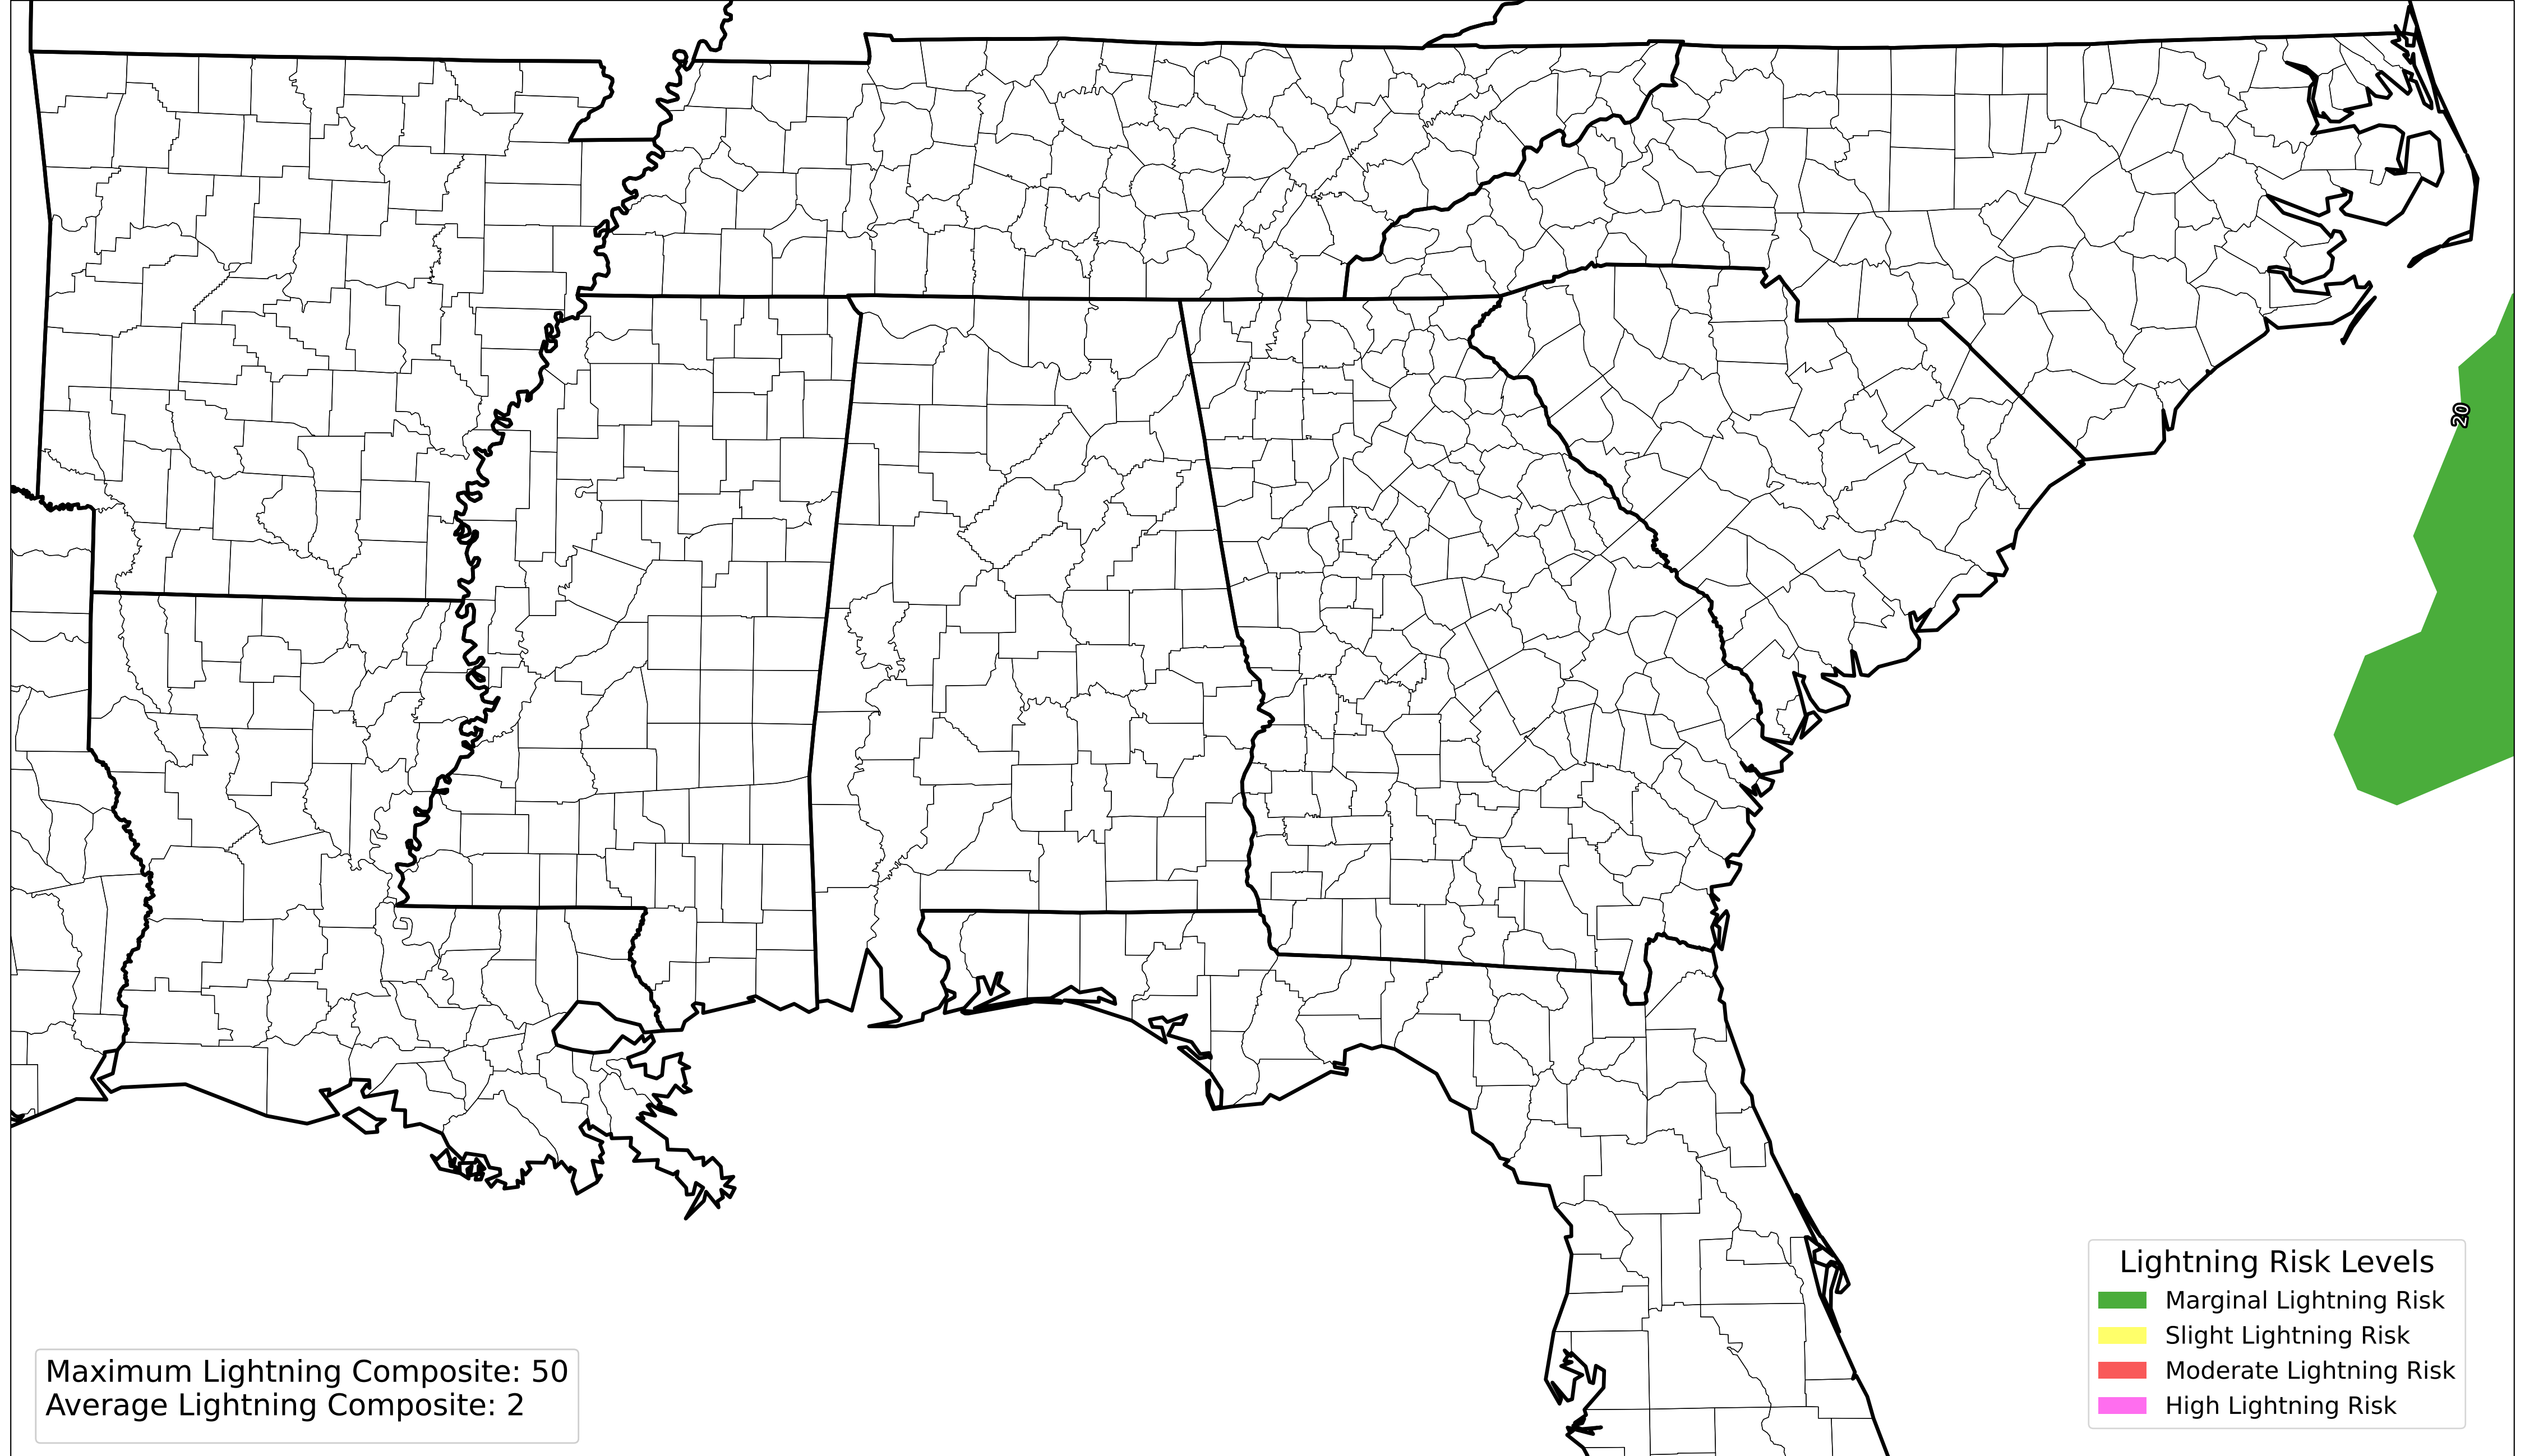 20
Lightning Risk Levels
Marginal Lightning Risk
Slight Lightning Risk
Moderate Lightning Risk
High Lightning Risk
Maximum Lightning Composite: 50
Average Lightning Composite: 2